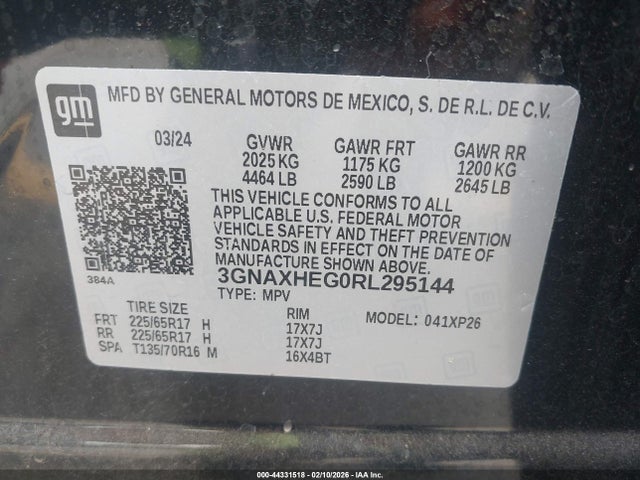 gm
MFD BY GENERAL MOTORS DE MEXICO, S. DE R.L. DE C.V.
03/24 GVWR GAWR FRT GAWR RR
2025 KG 1175 KG 1200 KG
4464 LB 2590 LB 2645 LB
THIS VEHICLE CONFORMS TO ALL
APPLICABLE U.S. FEDERAL MOTOR
VEHICLE SAFETY AND THEFT PREVENTION
STANDARDS IN EFFECT ON THE DATE OF
MANUFACTURE SHOWN ABOVE.
384A
3GNAXHEG0RL295144
TYPE: MPV
TIRE SIZE RIM MODEL: 041XP26
FRT 225/65R17 H 17X7J
RR 225/65R17 H 17X7J
SPA T135/70R16 M 16X4BT
000-44331518 — 02/10/2026 — IAA Inc.